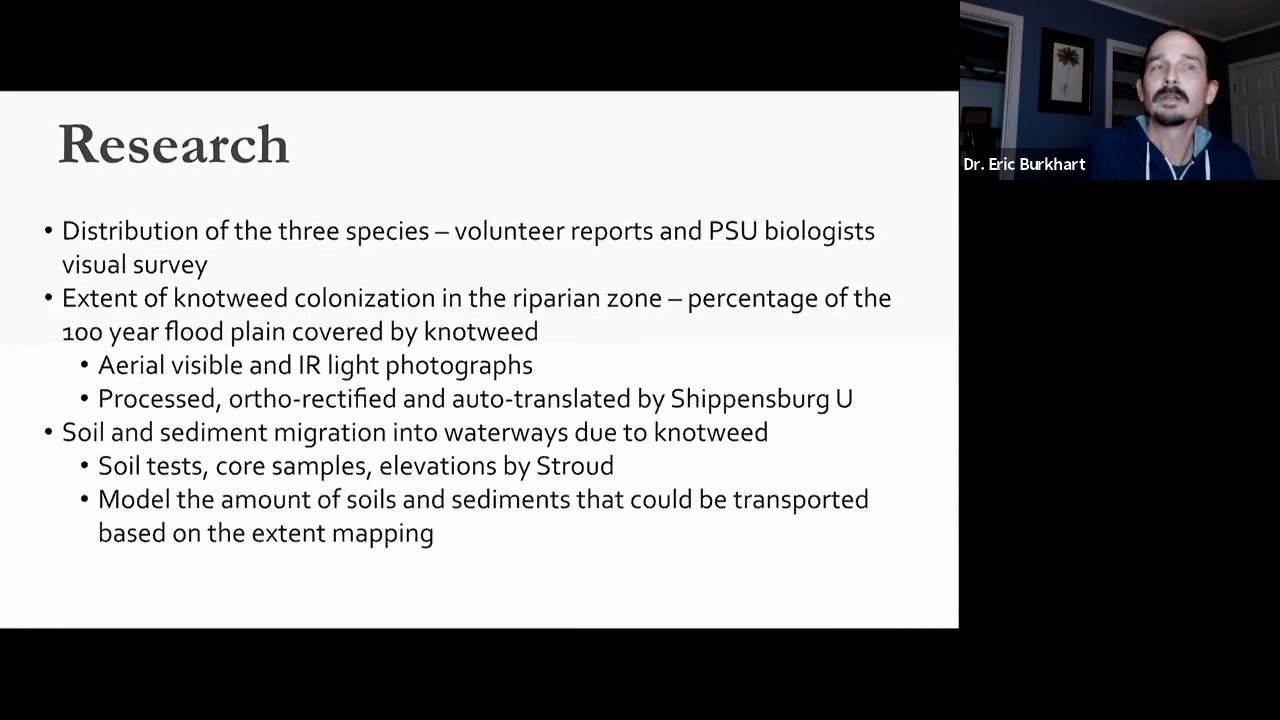 Research
• Distribution of the three species – volunteer reports and PSU biologists
visual survey
• Extent of knotweed colonization in the riparian zone – percentage of the
100 year flood plain covered by knotweed
• Aerial visible and IR light photographs
• Processed, ortho-rectified and auto-translated by Shippensburg U
• Soil and sediment migration into waterways due to knotweed
• Soil tests, core samples, elevations by Stroud
• Model the amount of soils and sediments that could be transported
based on the extent mapping
Dr. Eric Burkhart